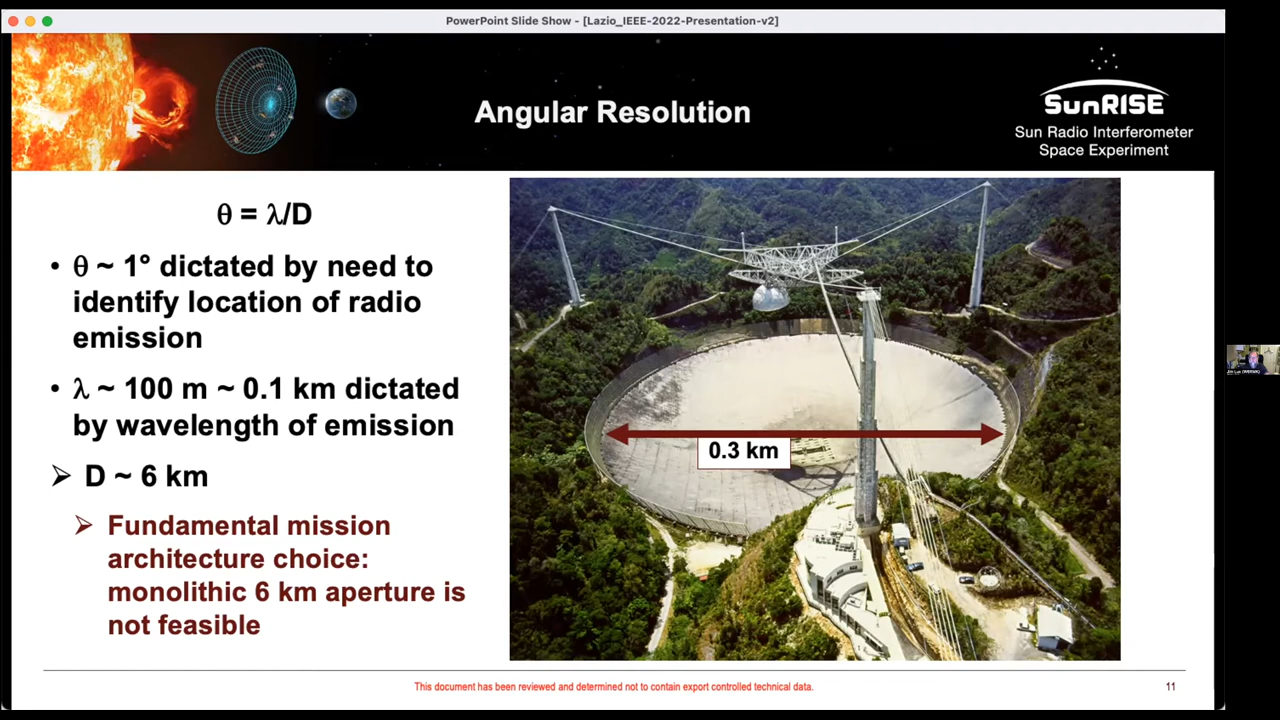 PowerPoint Slide Show - [Lazio_IEEE-2022-Presentation-v2]
Angular Resolution
SunRISE
Sun Radio Interferometer
Space Experiment
θ = λ/D
• θ ~ 1° dictated by need to
identify location of radio
emission
• λ ~ 100 m ~ 0.1 km dictated
by wavelength of emission
➢ D ~ 6 km
➢ Fundamental mission
architecture choice:
monolithic 6 km aperture is
not feasible
0.3 km
This document has been reviewed and determined not to contain export controlled technical data.
11